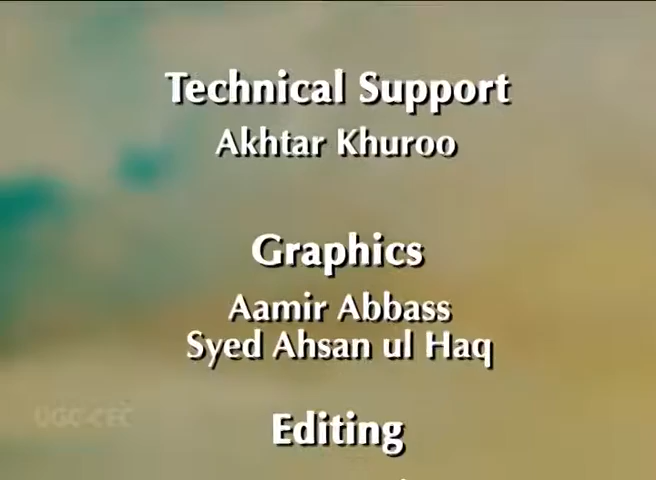 Technical Support
Akhtar Khuroo
Graphics
Aamir Abbass
Syed Ahsan ul Haq
UGC-CEC
Editing